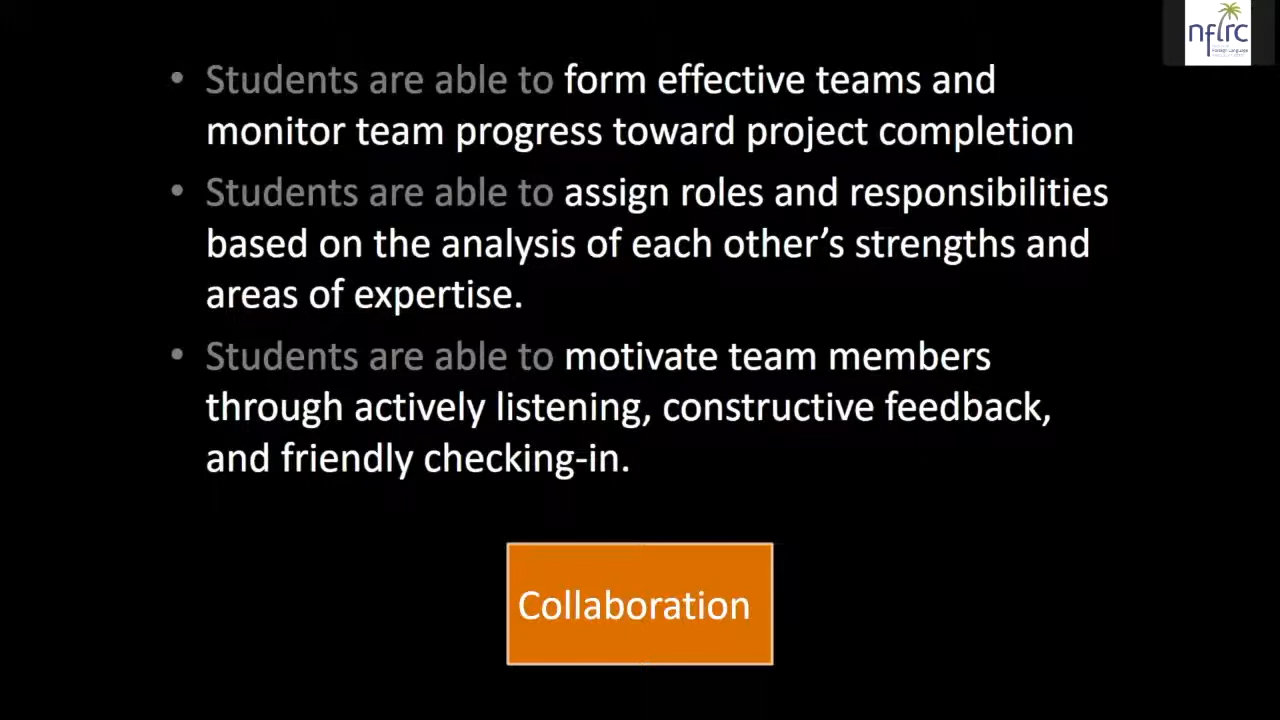 nflrc
• Students are able to form effective teams and
monitor team progress toward project completion
• Students are able to assign roles and responsibilities
based on the analysis of each other’s strengths and
areas of expertise.
• Students are able to motivate team members
through actively listening, constructive feedback,
and friendly checking-in.
Collaboration